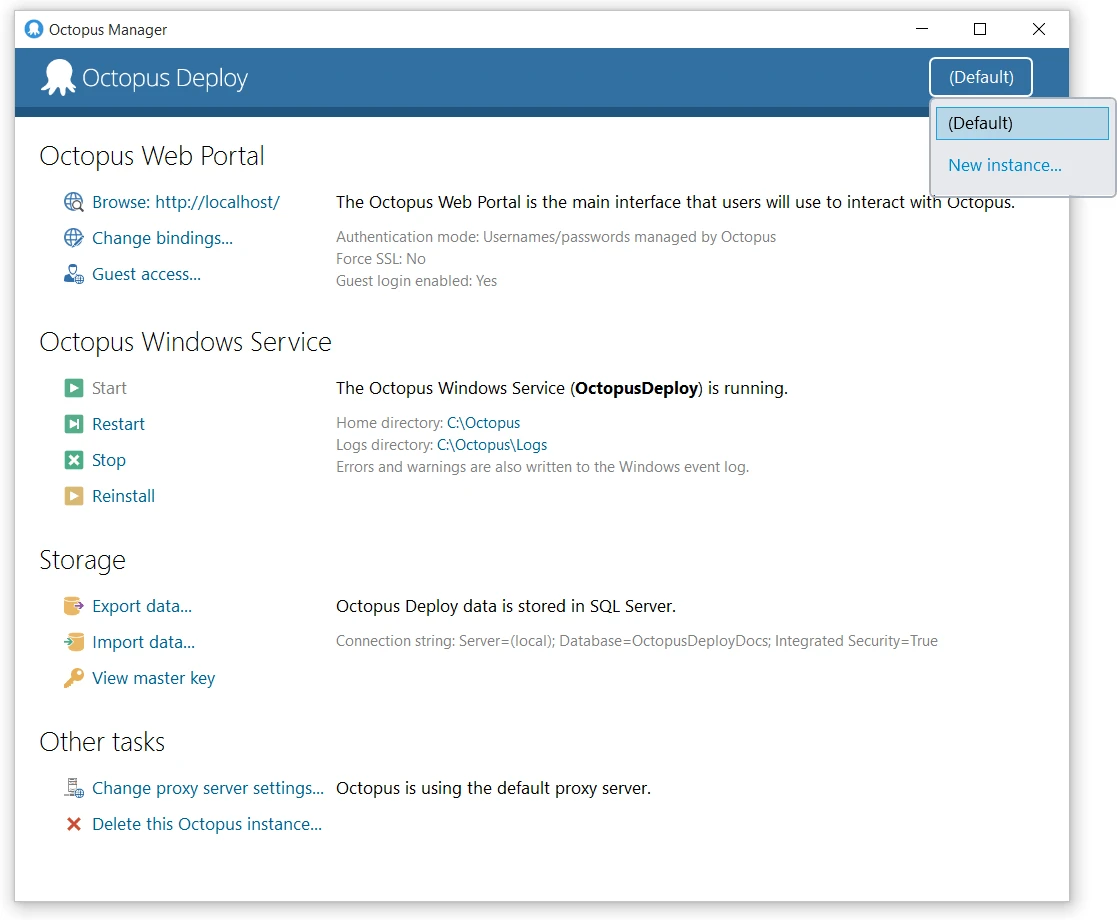 Octopus Manager
Octopus Deploy
(Default)
(Default)
New instance...
Octopus Web Portal
Browse: http://localhost/
The Octopus Web Portal is the main interface that users will use to interact with Octopus.
Change bindings...
Authentication mode: Usernames/passwords managed by Octopus
Force SSL: No
Guest access...
Guest login enabled: Yes
Octopus Windows Service
Start
The Octopus Windows Service (OctopusDeploy) is running.
Restart
Home directory: C:\Octopus
Logs directory: C:\Octopus\Logs
Stop
Errors and warnings are also written to the Windows event log.
Reinstall
Storage
Export data...
Octopus Deploy data is stored in SQL Server.
Import data...
Connection string: Server=(local); Database=OctopusDeployDocs; Integrated Security=True
View master key
Other tasks
Change proxy server settings...
Octopus is using the default proxy server.
Delete this Octopus instance...